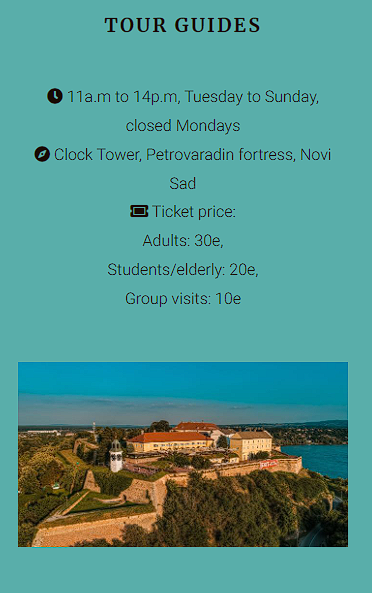 TOUR GUIDES
11a.m to 14p.m, Tuesday to Sunday,
closed Mondays
Clock Tower, Petrovaradin fortress, Novi
Sad
Ticket price:
Adults: 30e,
Students/elderly: 20e,
Group visits: 10e